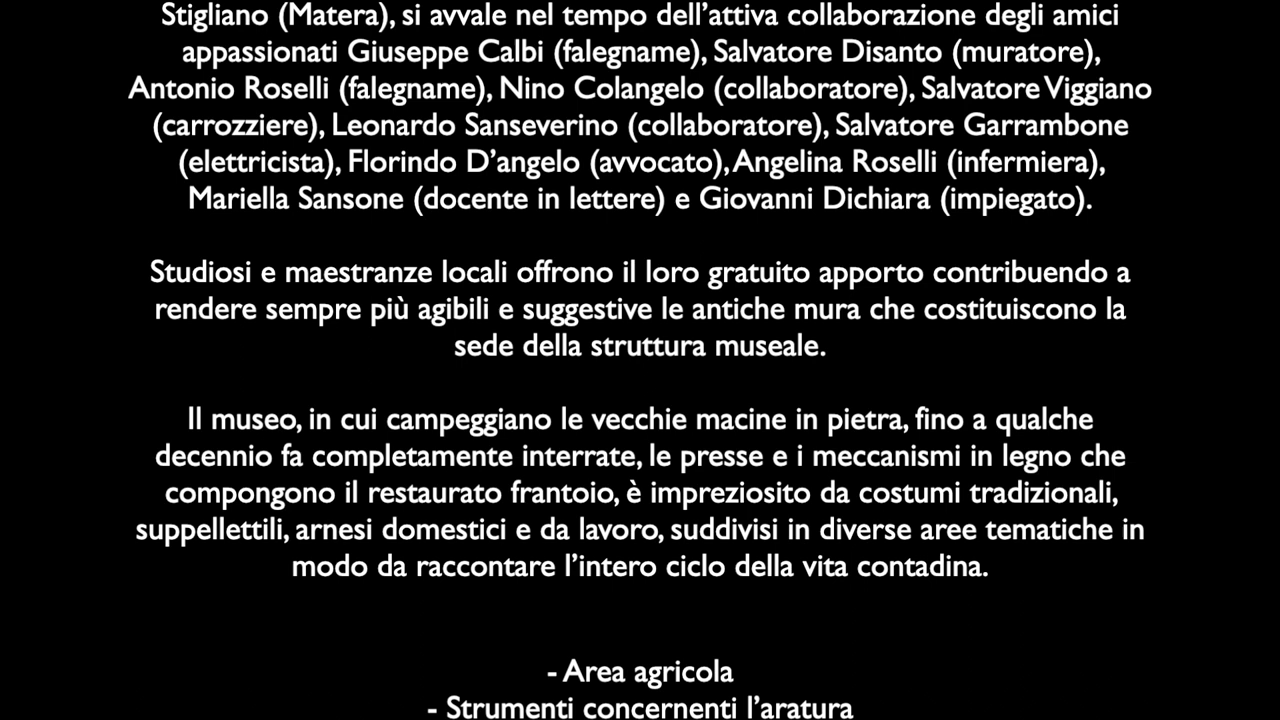 Stigliano (Matera), si avvale nel tempo dell’attiva collaborazione degli amici
appassionati Giuseppe Calbi (falegname), Salvatore Disanto (muratore),
Antonio Roselli (falegname), Nino Colangelo (collaboratore), Salvatore Viggiano
(carrozziere), Leonardo Sanseverino (collaboratore), Salvatore Garrambone
(elettricista), Florindo D’angelo (avvocato), Angelina Roselli (infermiera),
Mariella Sansone (docente in lettere) e Giovanni Dichiara (impiegato).
Studiosi e maestranze locali offrono il loro gratuito apporto contribuendo a
rendere sempre più agibili e suggestive le antiche mura che costituiscono la
sede della struttura museale.
Il museo, in cui campeggiano le vecchie macine in pietra, fino a qualche
decennio fa completamente interrate, le presse e i meccanismi in legno che
compongono il restaurato frantoio, è impreziosito da costumi tradizionali,
suppellettili, arnesi domestici e da lavoro, suddivisi in diverse aree tematiche in
modo da raccontare l’intero ciclo della vita contadina.
- Area agricola
- Strumenti concernenti l’aratura